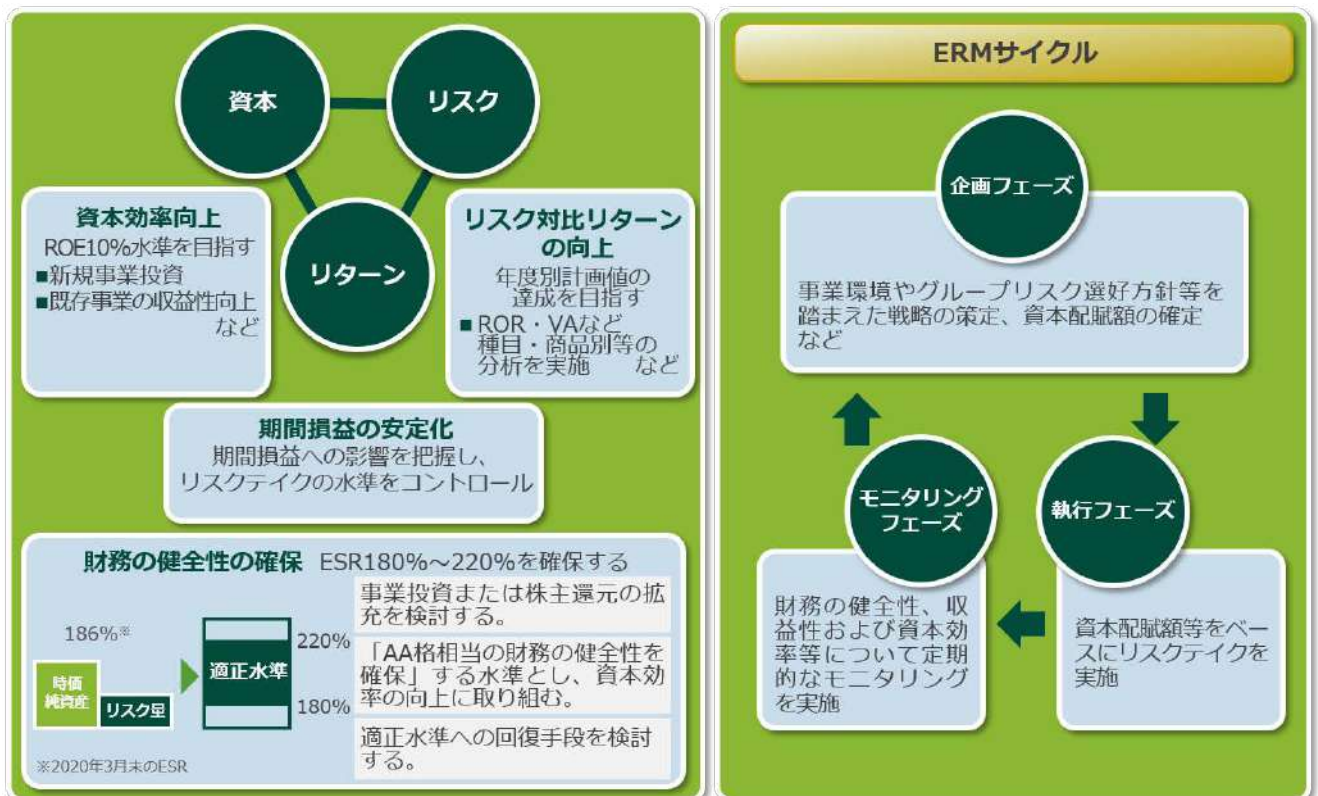 資本
リスク
リターン
資本効率向上
ROE10%水準を目指す
■新規事業投資
■既存事業の収益性向上
など
リスク対比リターン
の向上
年度別計画値の
達成を目指す
■ROR・VAなど
種目・商品別等の
分析を実施 など
期間損益の安定化
期間損益への影響を把握し、
リスクテイクの水準をコントロール
財務の健全性の確保 ESR180%～220%を確保する
186%※
時価
純資産
リスク量
適正水準
220%
180%
事業投資または株主還元の拡
充を検討する。
「AA格相当の財務の健全性を
確保」する水準とし、資本効
率の向上に取り組む。
適正水準への回復手段を検討
する。
※2020年3月末のESR
ERMサイクル
企画フェーズ
事業環境やグループリスク選好方針等を
踏まえた戦略の策定、資本配賦額の確定
など
執行フェーズ
資本配賦額等をベー
スにリスクテイクを
実施
モニタリング
フェーズ
財務の健全性、収
益性および資本効
率等について定期
的なモニタリング
を実施